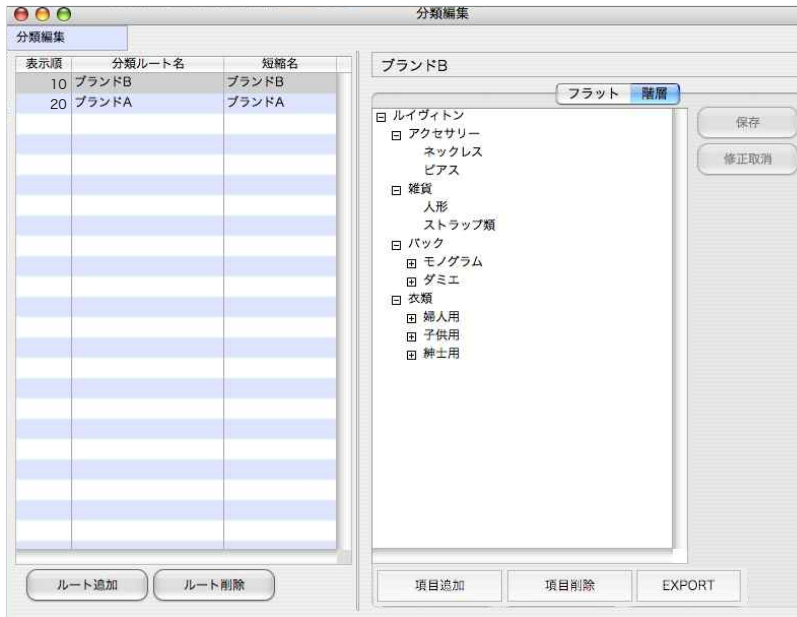 分類編集
分類編集
表示順 分類ルート名 短縮名
10 ブランドB ブランドB
20 ブランドA ブランドA
ルート追加 ルート削除
ブランドB
フラット 階層
ルイヴィトン
アクセサリー
ネックレス
ピアス
雑貨
人形
ストラップ類
バック
モノグラム
ダミエ
衣類
婦人用
子供用
紳士用
保存
修正取消
項目追加 項目削除 EXPORT